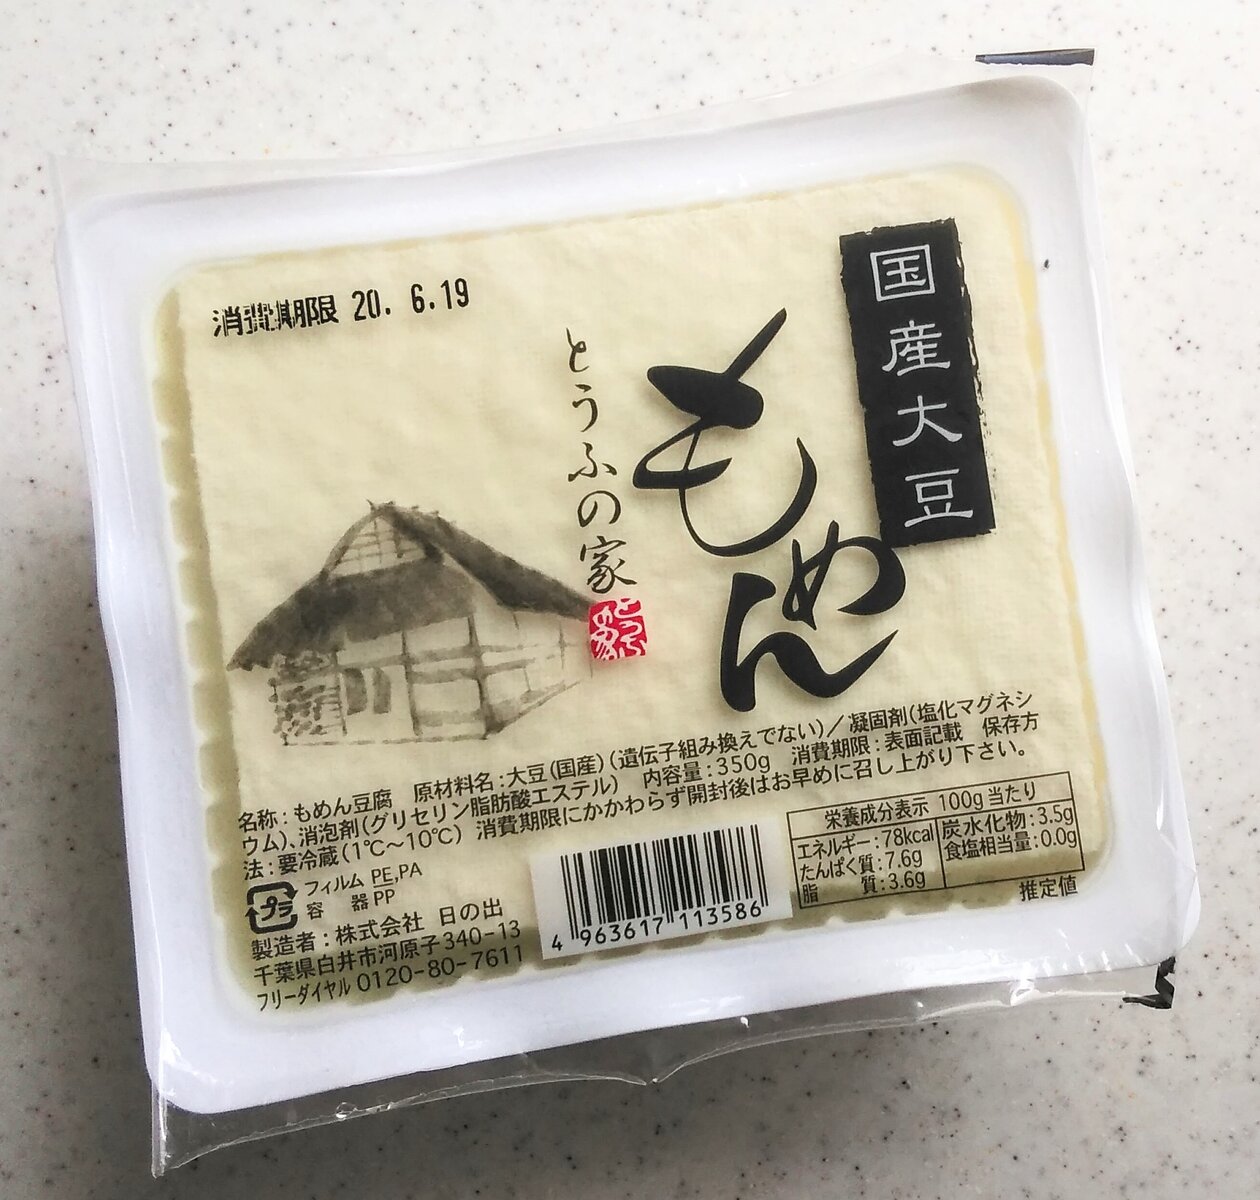 消費期限 20. 6.19
国産大豆
もめん
とうふの家
とうふの家
名称:もめん豆腐 原材料名:大豆(国産)(遺伝子組み換えでない)/凝固剤(塩化マグネシ
ウム)、消泡剤(グリセリン脂肪酸エステル) 内容量:350g 消費期限:表面記載 保存方
法:要冷蔵(1℃〜10℃) 消費期限にかかわらず開封後はお早めに召し上がり下さい。
プラ
フィルム PE,PA
容 器 PP
製造者:株式会社 日の出
千葉県白井市河原子340-13
フリーダイヤル 0120-80-7611
4 963617 113586
栄養成分表示 100g当たり
エネルギー:78kcal 炭水化物:3.5g
たんぱく質:7.6g 食塩相当量:0.0g
脂 質:3.6g
推定値